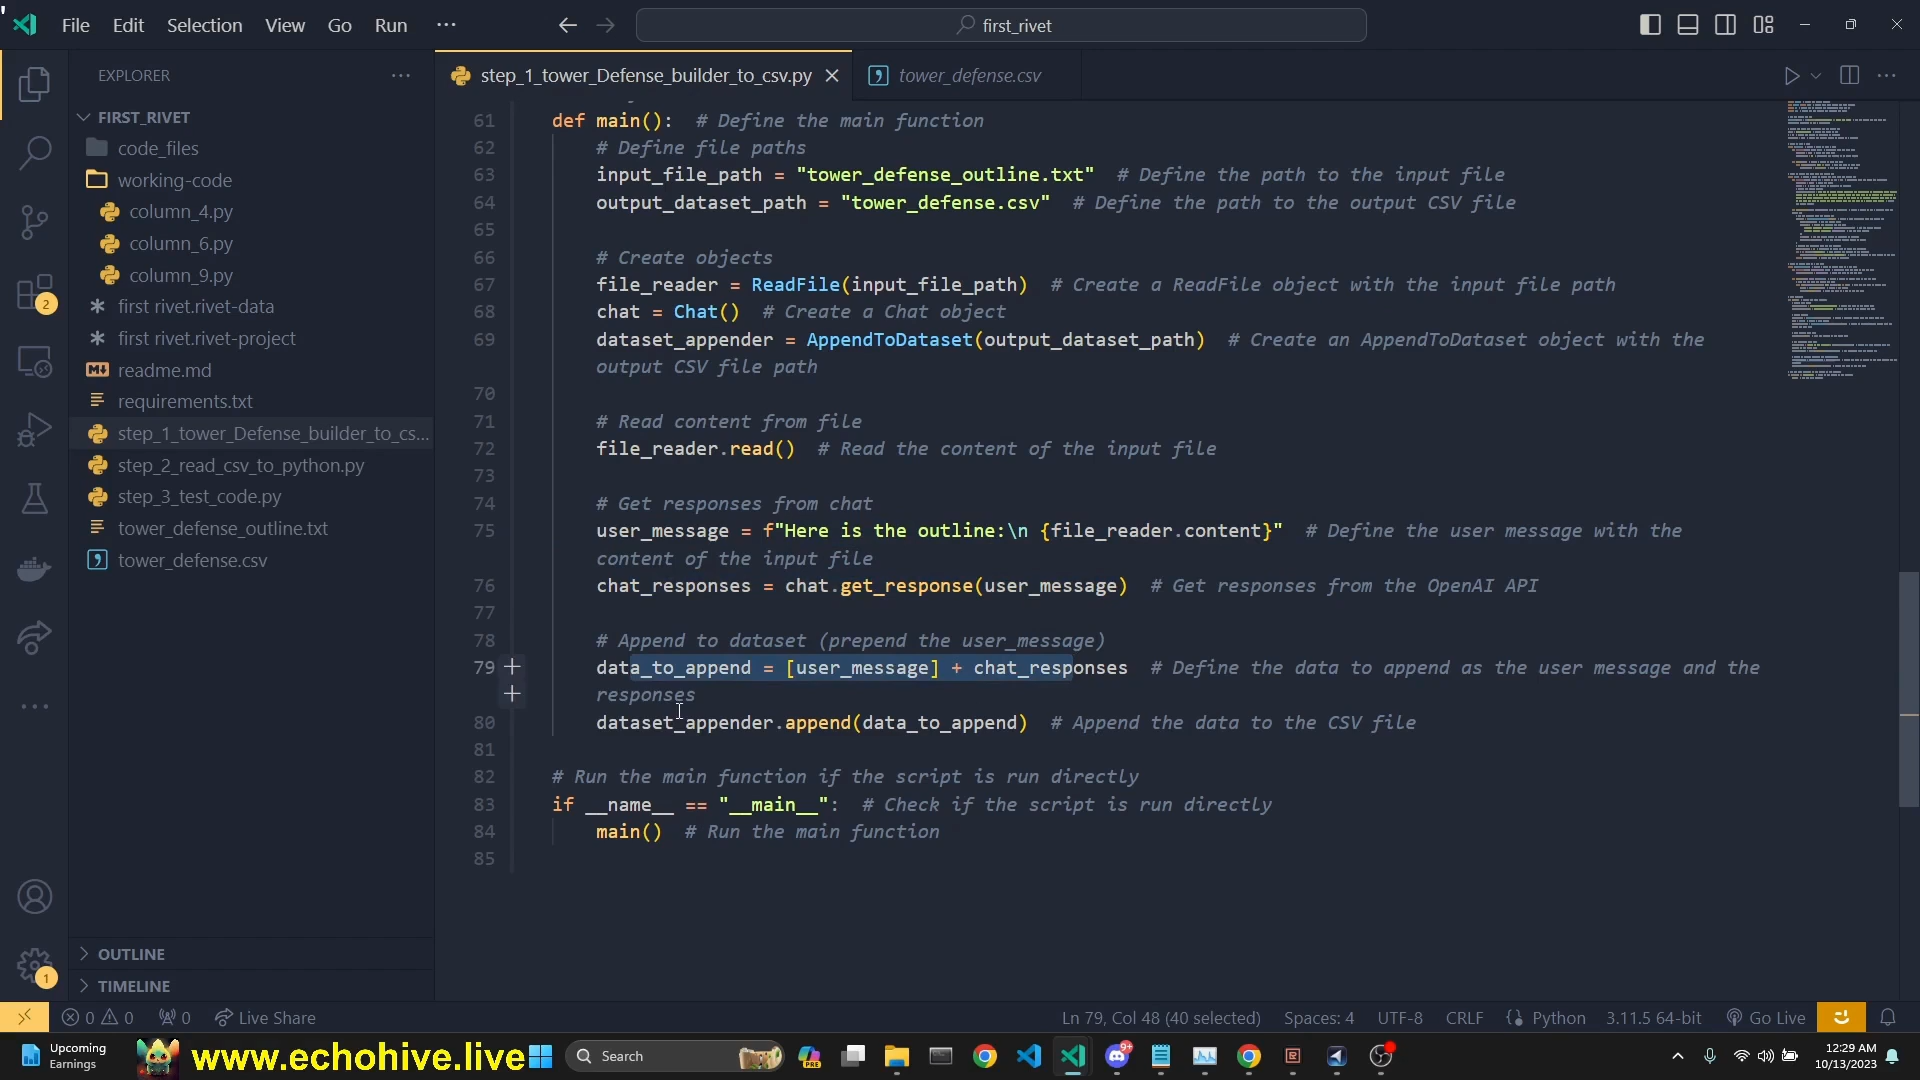 File Edit Selection View Go Run ···
first_rivet
EXPLORER ···
FIRST_RIVET
code_files
working-code
column_4.py
column_6.py
column_9.py
first rivet.rivet-data
first rivet.rivet-project
readme.md
requirements.txt
step_1_tower_Defense_builder_to_cs...
step_2_read_csv_to_python.py
step_3_test_code.py
tower_defense_outline.txt
tower_defense.csv
OUTLINE
TIMELINE
2
1
step_1_tower_Defense_builder_to_csv.py
tower_defense.csv
61 def main():  # Define the main function
62 # Define file paths
63 input_file_path = "tower_defense_outline.txt"  # Define the path to the input file
64 output_dataset_path = "tower_defense.csv"  # Define the path to the output CSV file
65
66 # Create objects
67 file_reader = ReadFile(input_file_path)  # Create a ReadFile object with the input file path
68 chat = Chat()  # Create a Chat object
69 dataset_appender = AppendToDataset(output_dataset_path)  # Create an AppendToDataset object with the
output CSV file path
70
71 # Read content from file
72 file_reader.read()  # Read the content of the input file
73
74 # Get responses from chat
75 user_message = f"Here is the outline:\n {file_reader.content}"  # Define the user message with the
content of the input file
76 chat_responses = chat.get_response(user_message)  # Get responses from the OpenAI API
77
78 # Append to dataset (prepend the user_message)
79 data_to_append = [user_message] + chat_responses  # Define the data to append as the user message and the
responses
80 dataset_appender.append(data_to_append)  # Append the data to the CSV file
81
82 # Run the main function if the script is run directly
83 if __name__ == "__main__":  # Check if the script is run directly
84 main()  # Run the main function
85
0 0 0 Live Share
Ln 79, Col 48 (40 selected) Spaces: 4 UTF-8 CRLF Python 3.11.5 64-bit Go Live
Upcoming
Earnings
www.echohive.live
Search
PRE
9+
12:29 AM
10/13/2023